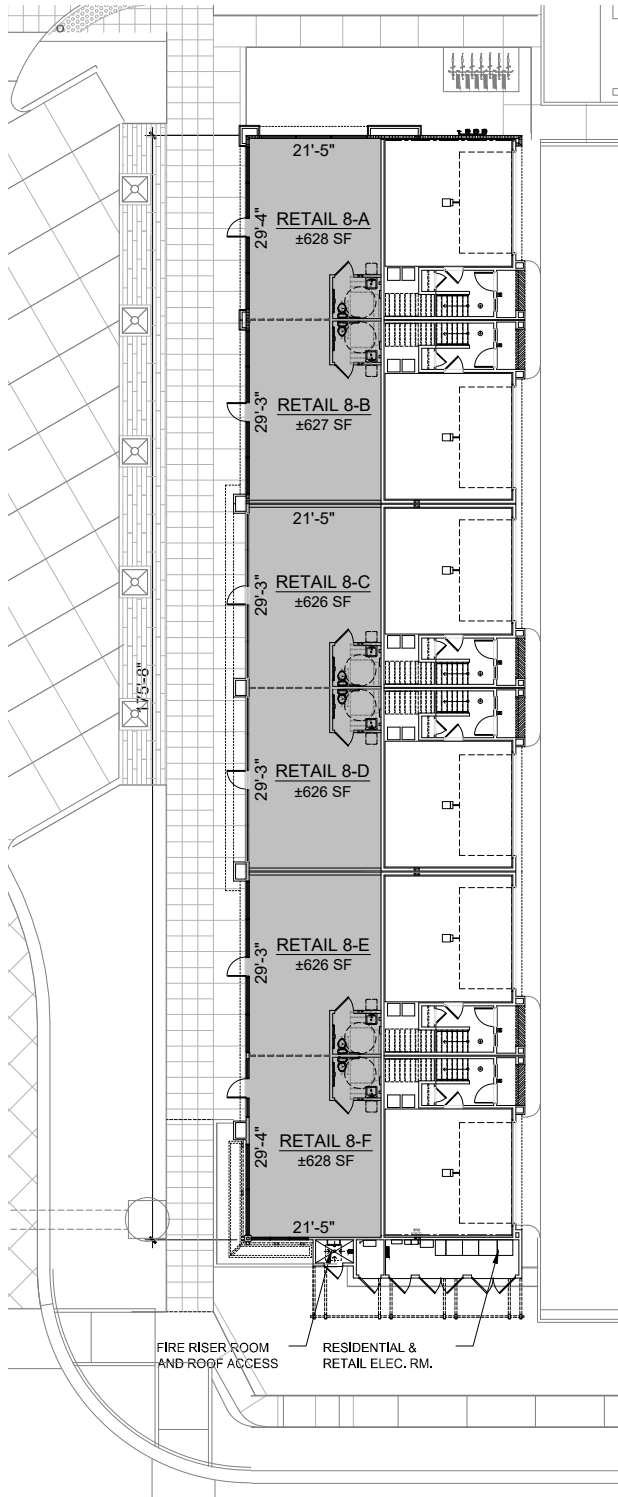 21'-5"
29'-4"
RETAIL 8-A
±628 SF
29'-3"
RETAIL 8-B
±627 SF
21'-5"
29'-3"
RETAIL 8-C
±626 SF
175'-8"
29'-3"
RETAIL 8-D
±626 SF
29'-3"
RETAIL 8-E
±626 SF
29'-4"
RETAIL 8-F
±628 SF
21'-5"
FIRE RISER ROOM
AND ROOF ACCESS
RESIDENTIAL &
RETAIL ELEC. RM.